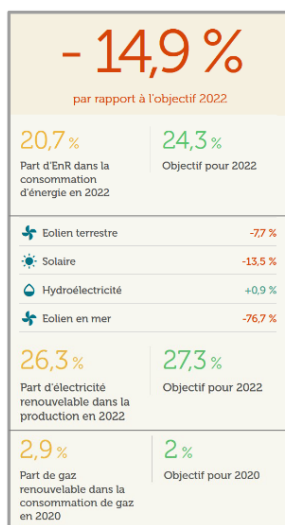 - 14,9 %
par rapport à l'objectif 2022
20,7 %
Part d'EnR dans la
consommation
d'énergie en 2022
24,3 %
Objectif pour 2022
Eolien terrestre -7,7 %
Solaire -13,5 %
Hydroélectricité +0,9 %
Eolien en mer -76,7 %
26,3 %
Part d'électricité
renouvelable dans la
production en 2022
27,3 %
Objectif pour 2022
2,9 %
Part de gaz
renouvelable dans la
consommation de gaz
en 2020
2 %
Objectif pour 2020